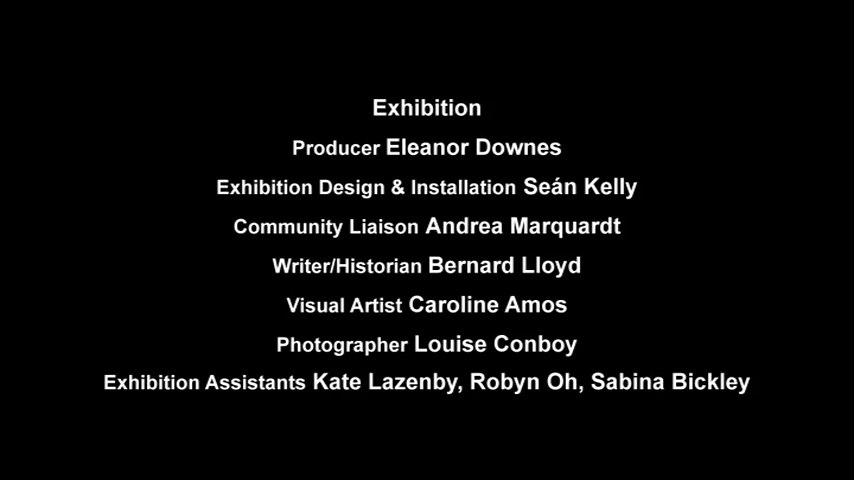 Exhibition
Producer Eleanor Downes
Exhibition Design & Installation Seán Kelly
Community Liaison Andrea Marquardt
Writer/Historian Bernard Lloyd
Visual Artist Caroline Amos
Photographer Louise Conboy
Exhibition Assistants Kate Lazenby, Robyn Oh, Sabina Bickley